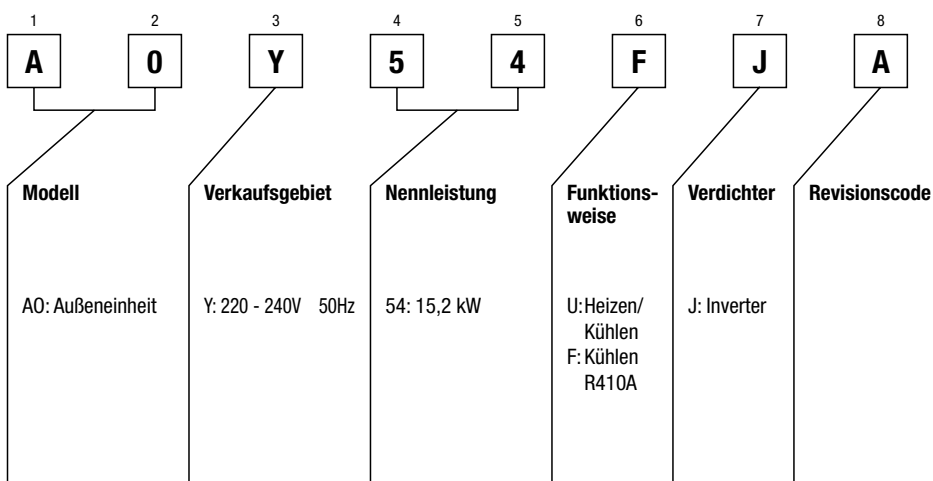 1 2 3 4 5 6 7 8
A O Y 5 4 F J A
Modell Verkaufsgebiet Nennleistung Funktions- Verdichter Revisionscode
weise
AO: Außeneinheit Y: 220 - 240V 50Hz 54: 15,2 kW U: Heizen/ J: Inverter
Kühlen
F: Kühlen
R410A